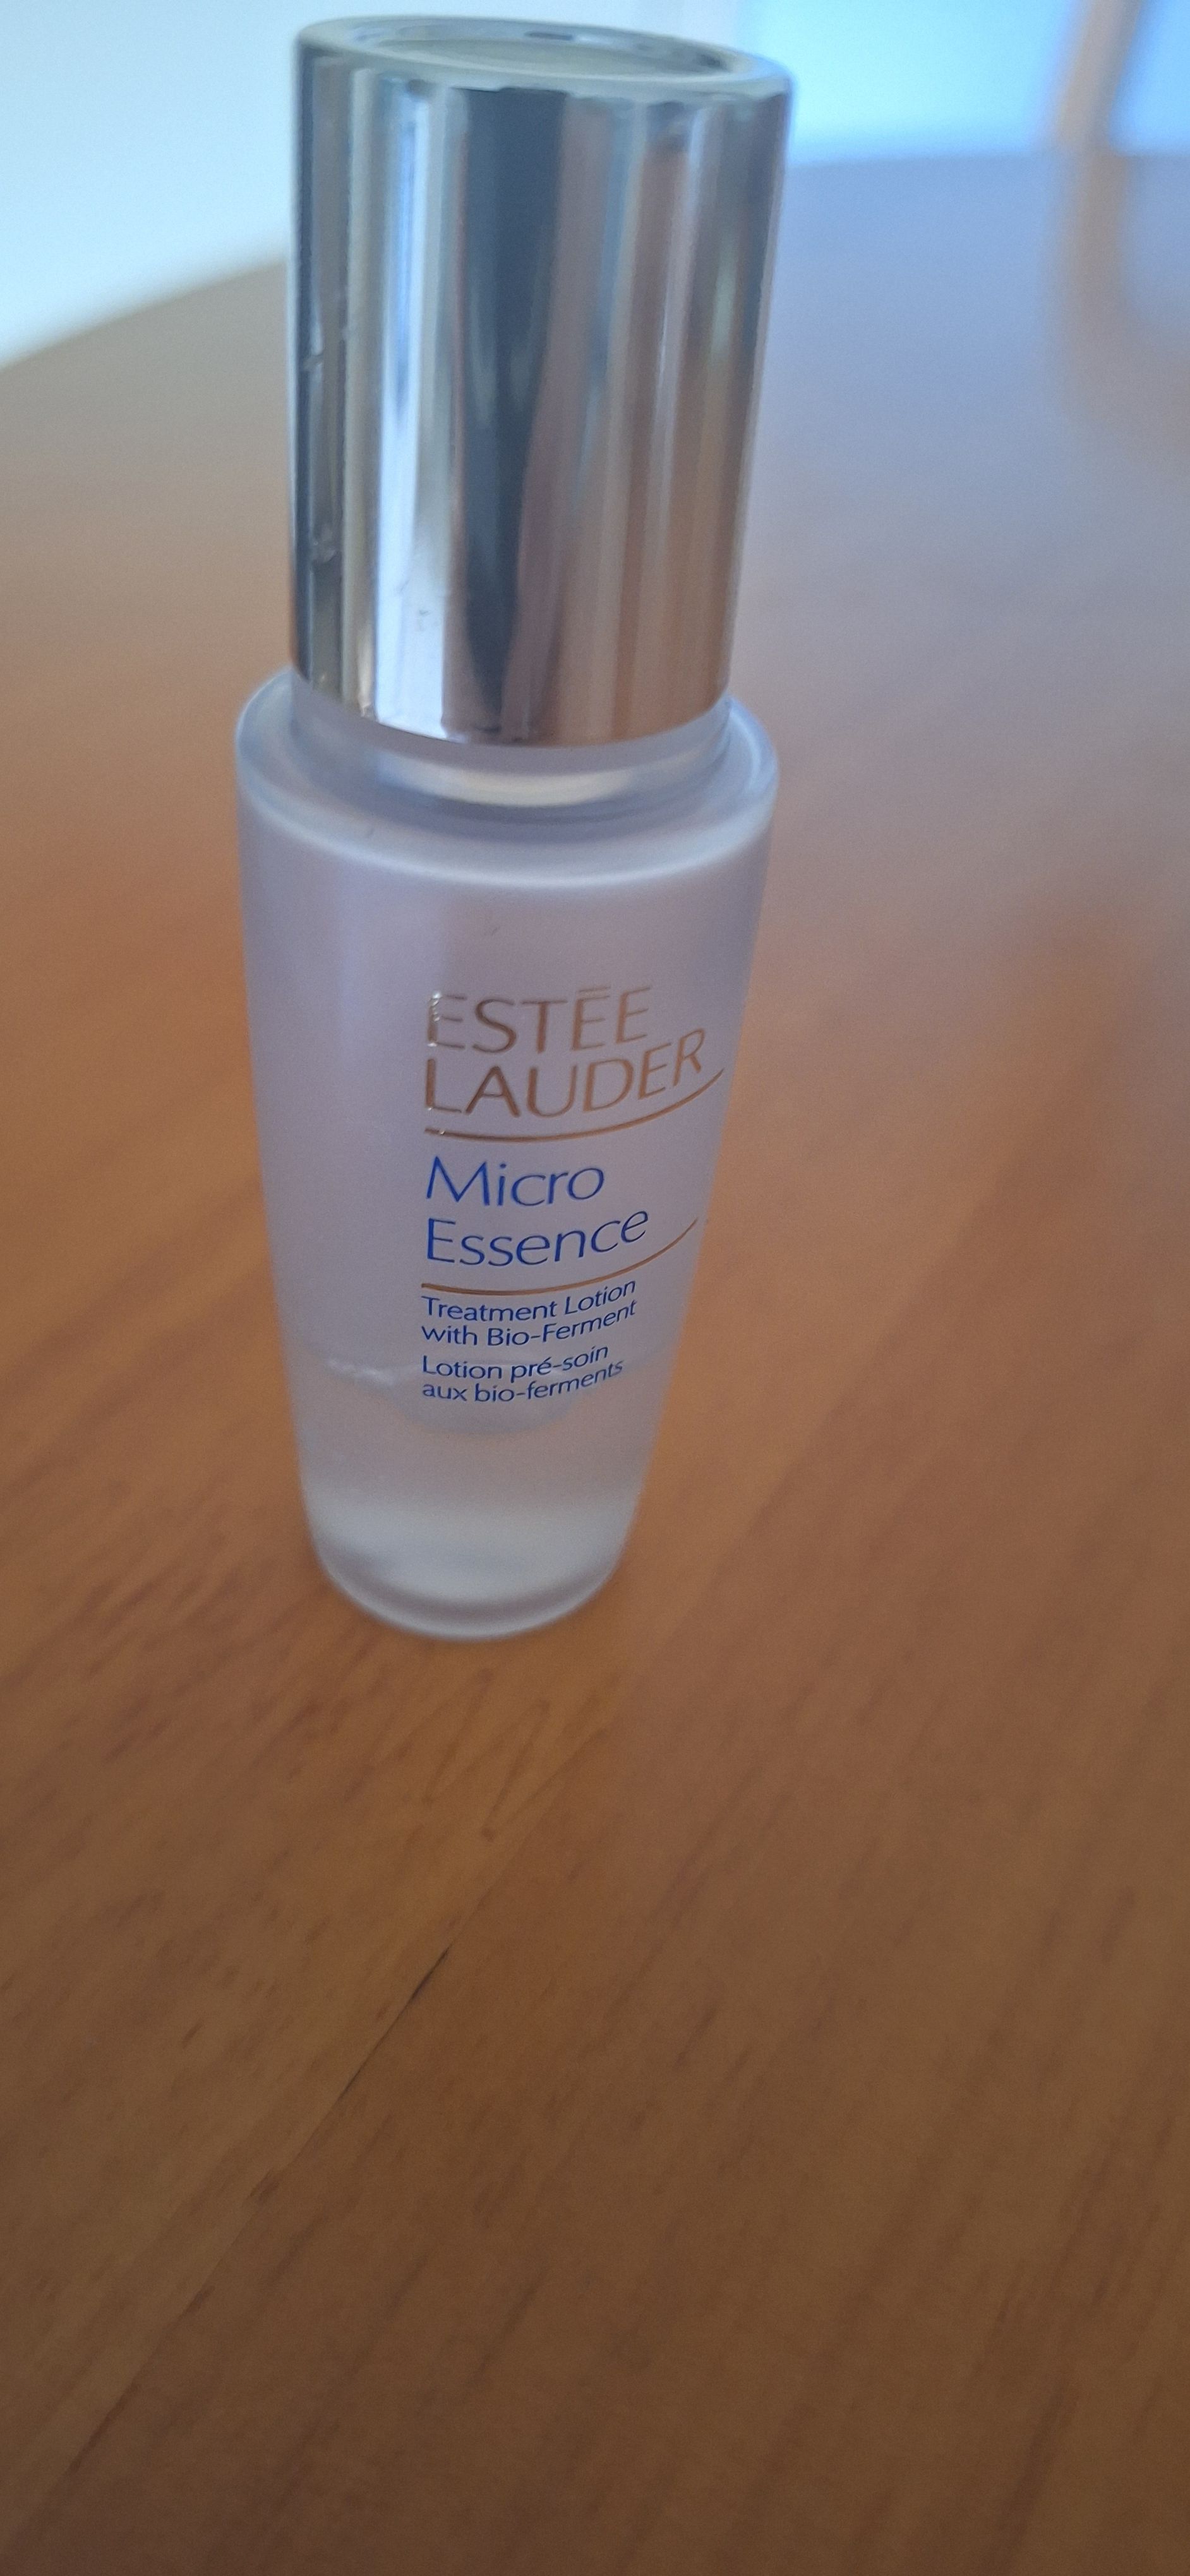 ESTĒE
LAUDER
Micro
Essence
Treatment Lotion
with Bio-Ferment
Lotion pré-soin
aux bio-ferments